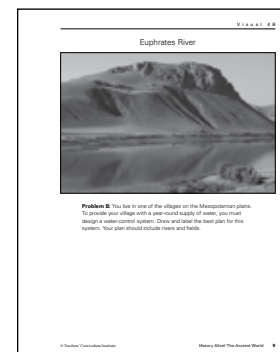 Visual 4B
Euphrates River
Problem B: You live in one of the villages on the Mesopotamian plains.
To provide your village with a year-round supply of water, you must
design a water-control system. Draw and label the best plan for this
system. Your plan should include rivers and fields.
© Teachers' Curriculum Institute
History Alive! The Ancient World